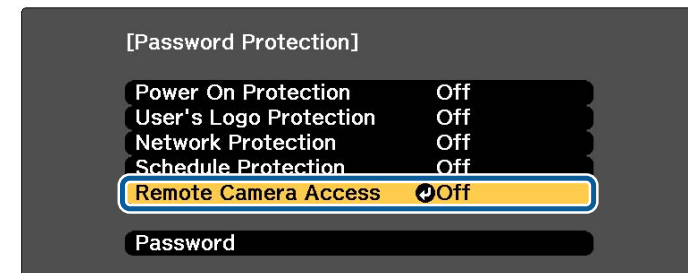 [Password Protection]
Power On Protection Off
User's Logo Protection Off
Network Protection Off
Schedule Protection Off
Remote Camera Access Off
Password